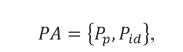 PA = {P_p, P_id},